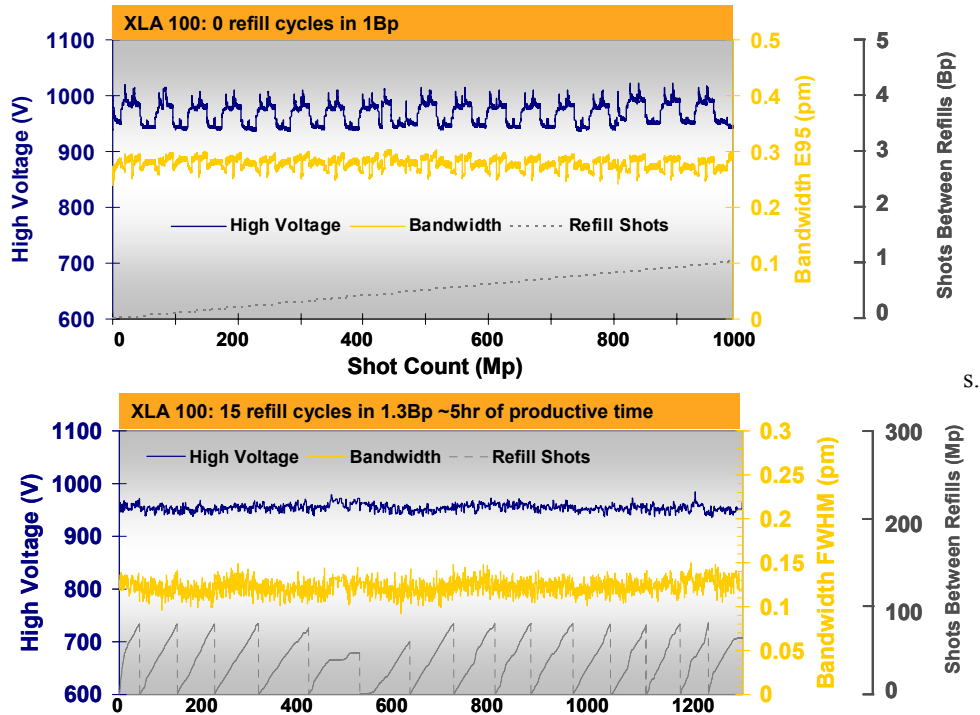 XLA 100: 0 refill cycles in 1Bp
1100
1000
900
800
700
600
High Voltage (V)
0.5
0.4
0.3
0.2
0.1
0
Bandwidth E95 (pm)
5
4
3
2
1
0
Shots Between Refills (Bp)
High Voltage Bandwidth Refill Shots
0 200 400 600 800 1000
Shot Count (Mp)
s.
XLA 100: 15 refill cycles in 1.3Bp ~5hr of productive time
1100
1000
900
800
700
600
High Voltage (V)
0.3
0.25
0.2
0.15
0.1
0.05
0
Bandwidth FWHM (pm)
300
200
100
0
Shots Between Refills (Mp)
High Voltage Bandwidth Refill Shots
0 200 400 600 800 1000 1200